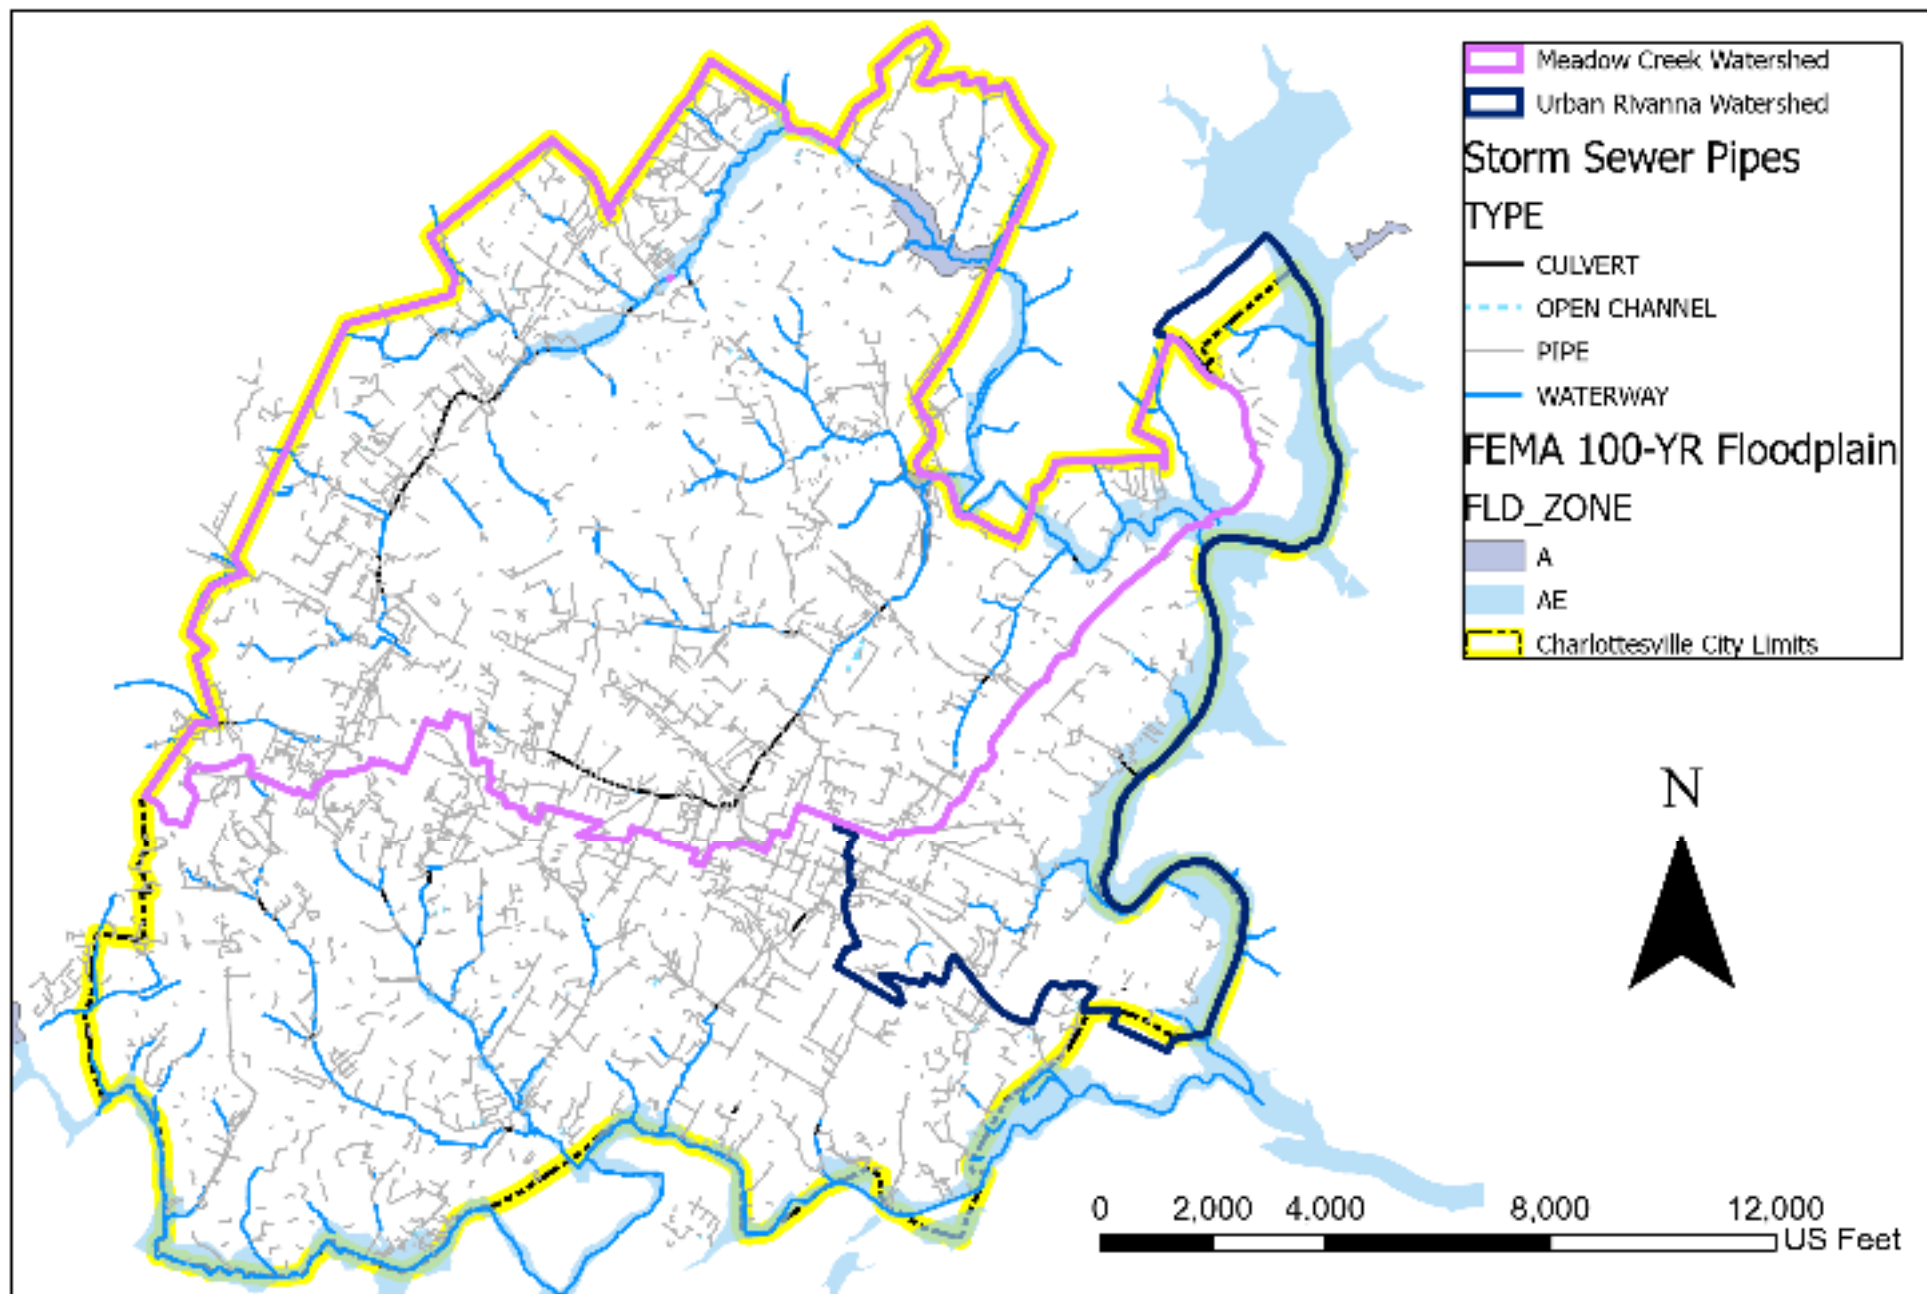 Meadow Creek Watershed
Urban Rivanna Watershed
Storm Sewer Pipes
TYPE
CULVERT
OPEN CHANNEL
PIPE
WATERWAY
FEMA 100-YR Floodplain
FLD_ZONE
A
AE
Charlottesville City Limits
N
0 2,000 4,000 8,000 12,000
US Feet